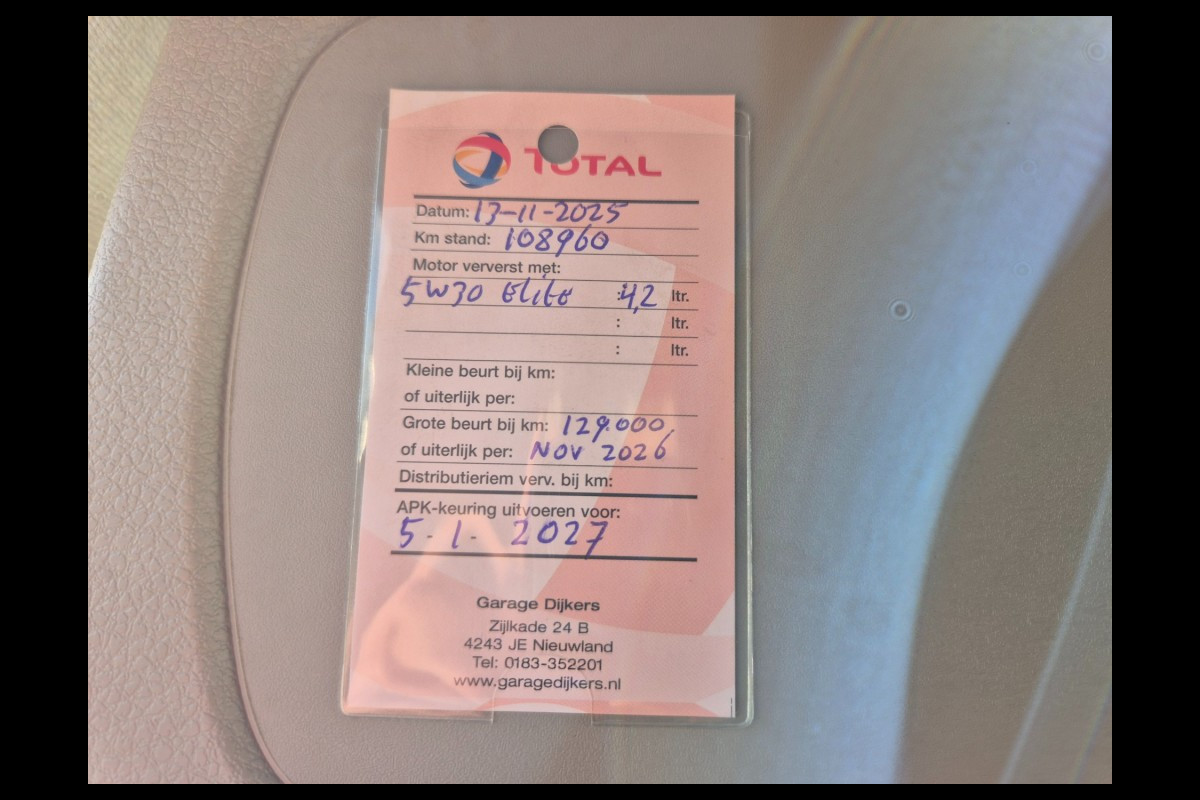 TOTAL
Datum: 13-11-2025
Km stand: 108960
Motor ververst met:
5W30 Elite :4,2 ltr.
: ltr.
: ltr.
Kleine beurt bij km:
of uiterlijk per:
Grote beurt bij km: 129.000,
of uiterlijk per: NOV 2026
Distributieriem verv. bij km:
APK-keuring uitvoeren voor:
5-1-2027
Garage Dijkers
Zijlkade 24 B
4243 JE Nieuwland
Tel: 0183-352201
www.garagedijkers.nl